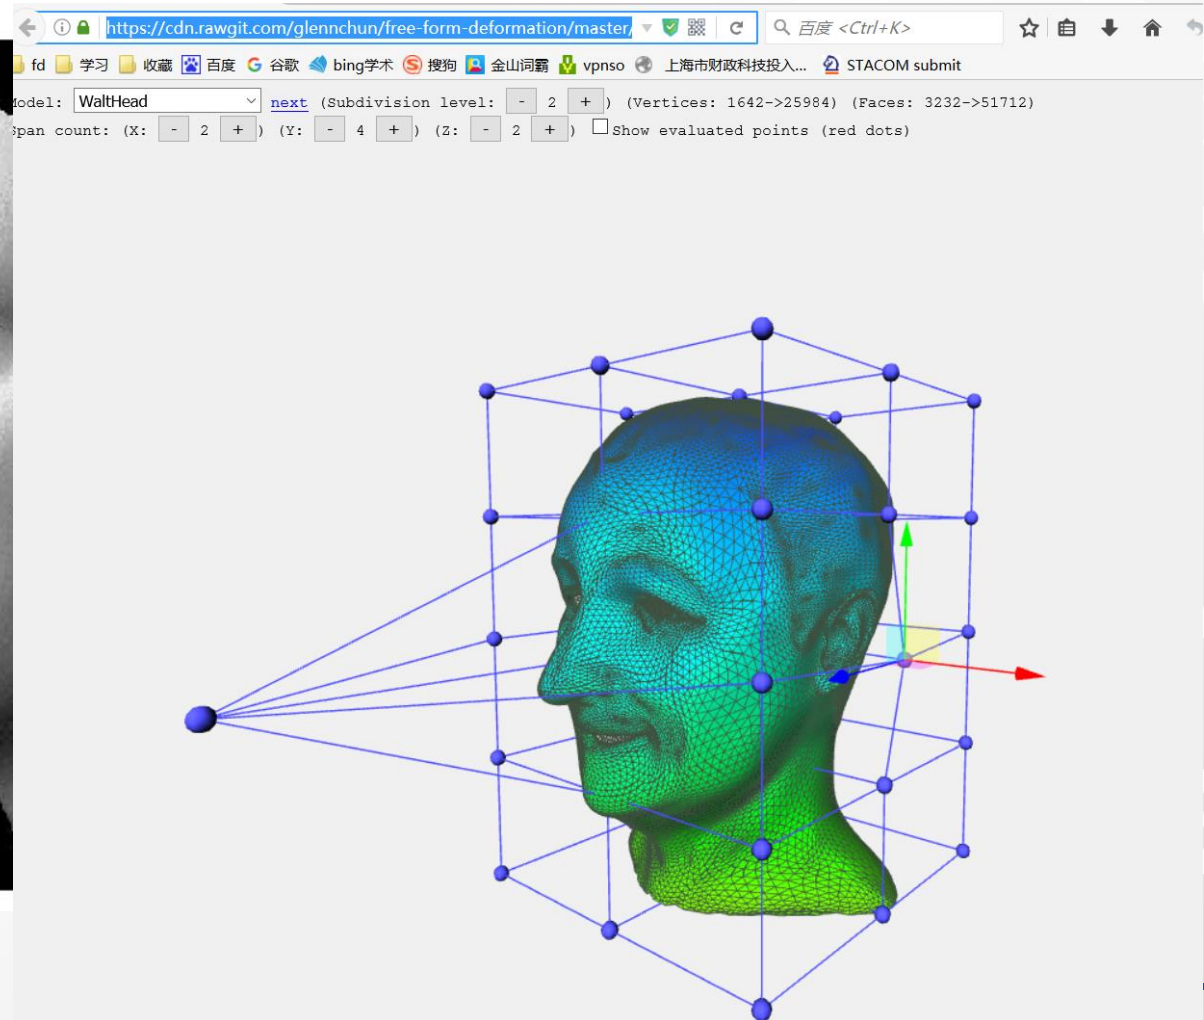 https://cdn.rawgit.com/glennchun/free-form-deformation/master/
百度 <Ctrl+K>
fd 学习 收藏 百度 G 谷歌 bing学术 S 搜狗 金山词霸 vpnso 上海市财政科技投入... STACOM submit
Model: WaltHead next (Subdivision level: - 2 + ) (Vertices: 1642->25984) (Faces: 3232->51712)
Span count: (X: - 2 + ) (Y: - 4 + ) (Z: - 2 + ) Show evaluated points (red dots)